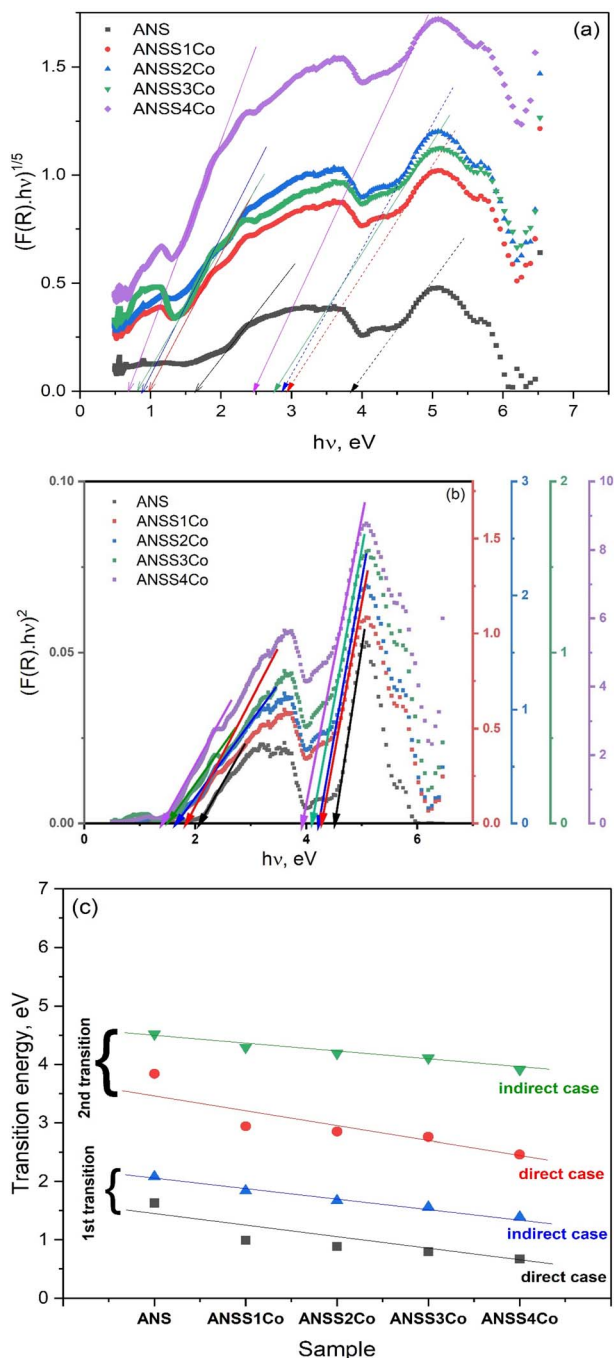 (a)
ANS
ANSS1Co
ANSS2Co
ANSS3Co
ANSS4Co
(F(R).hν)^1/5
1.5
1.0
0.5
0.0
0 1 2 3 4 5 6 7
hν, eV
(b)
ANS
ANSS1Co
ANSS2Co
ANSS3Co
ANSS4Co
(F(R).hν)^2
0.10
0.05
0.00
0 2 4 6
hν, eV
1.5
1.0
0.5
0.0
3
2
1
0
2
1
0
10
8
6
4
2
0
(c)
Transition energy, eV
7
6
5
4
3
2
1
0
2nd transition
1st transition
indirect case
direct case
indirect case
direct case
ANS ANSS1Co ANSS2Co ANSS3Co ANSS4Co
Sample